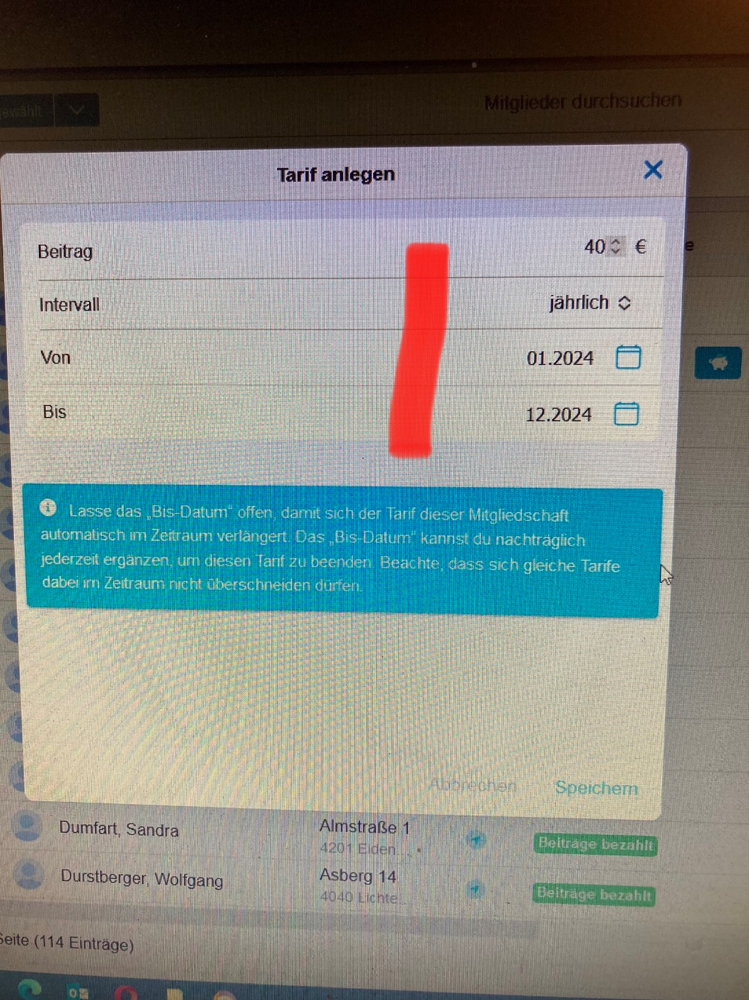 ewählt
Mitglieder durchsuchen
Tarif anlegen
Beitrag 40 €
e
Intervall jährlich
Von 01.2024
Bis 12.2024
Lasse das „Bis-Datum“ offen, damit sich der Tarif dieser Mitgliedschaft
automatisch im Zeitraum verlängert. Das „Bis-Datum“ kannst du nachträglich
jederzeit ergänzen, um diesen Tarif zu beenden. Beachte, dass sich gleiche Tarife
dabei im Zeitraum nicht überschneiden dürfen.
Abbrechen Speichern
Dumfart, Sandra Almstraße 1
4201 Eiden... Beiträge bezahlt
Durstberger, Wolfgang Asberg 14
4040 Lichte... Beiträge bezahlt
Seite (114 Einträge)